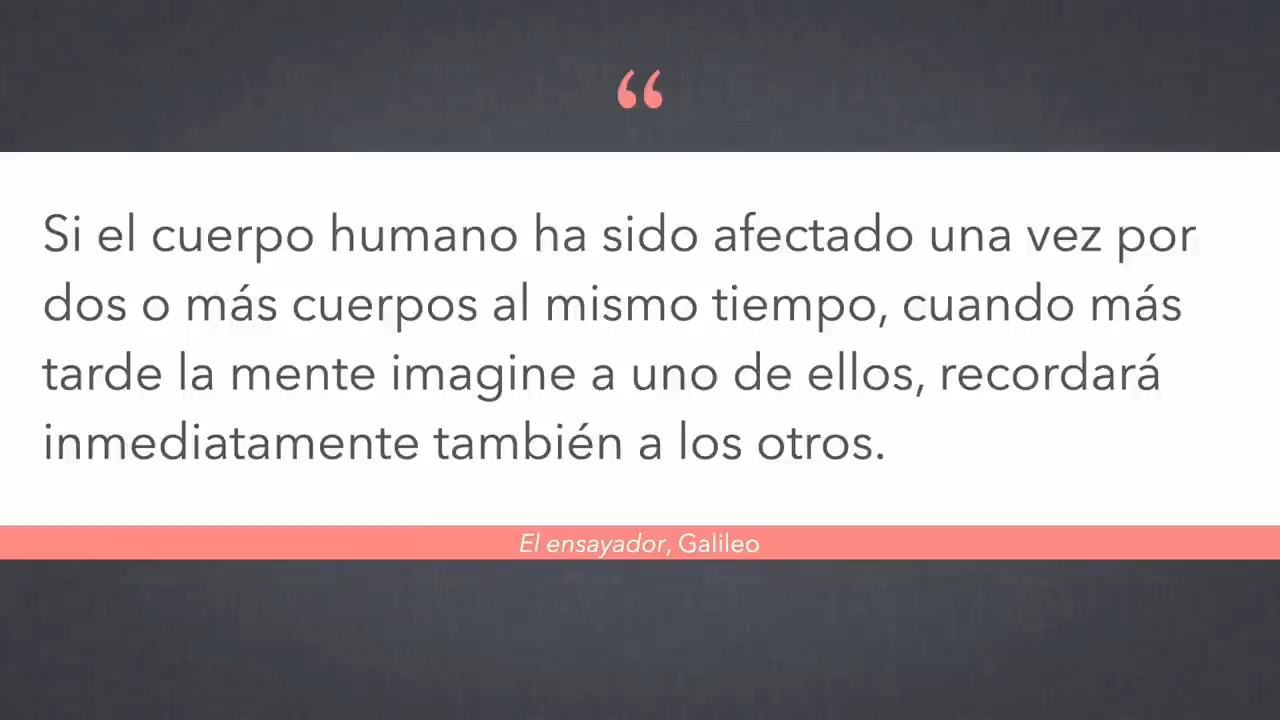 “
Si el cuerpo humano ha sido afectado una vez por
dos o más cuerpos al mismo tiempo, cuando más
tarde la mente imagine a uno de ellos, recordará
inmediatamente también a los otros.
El ensayador, Galileo